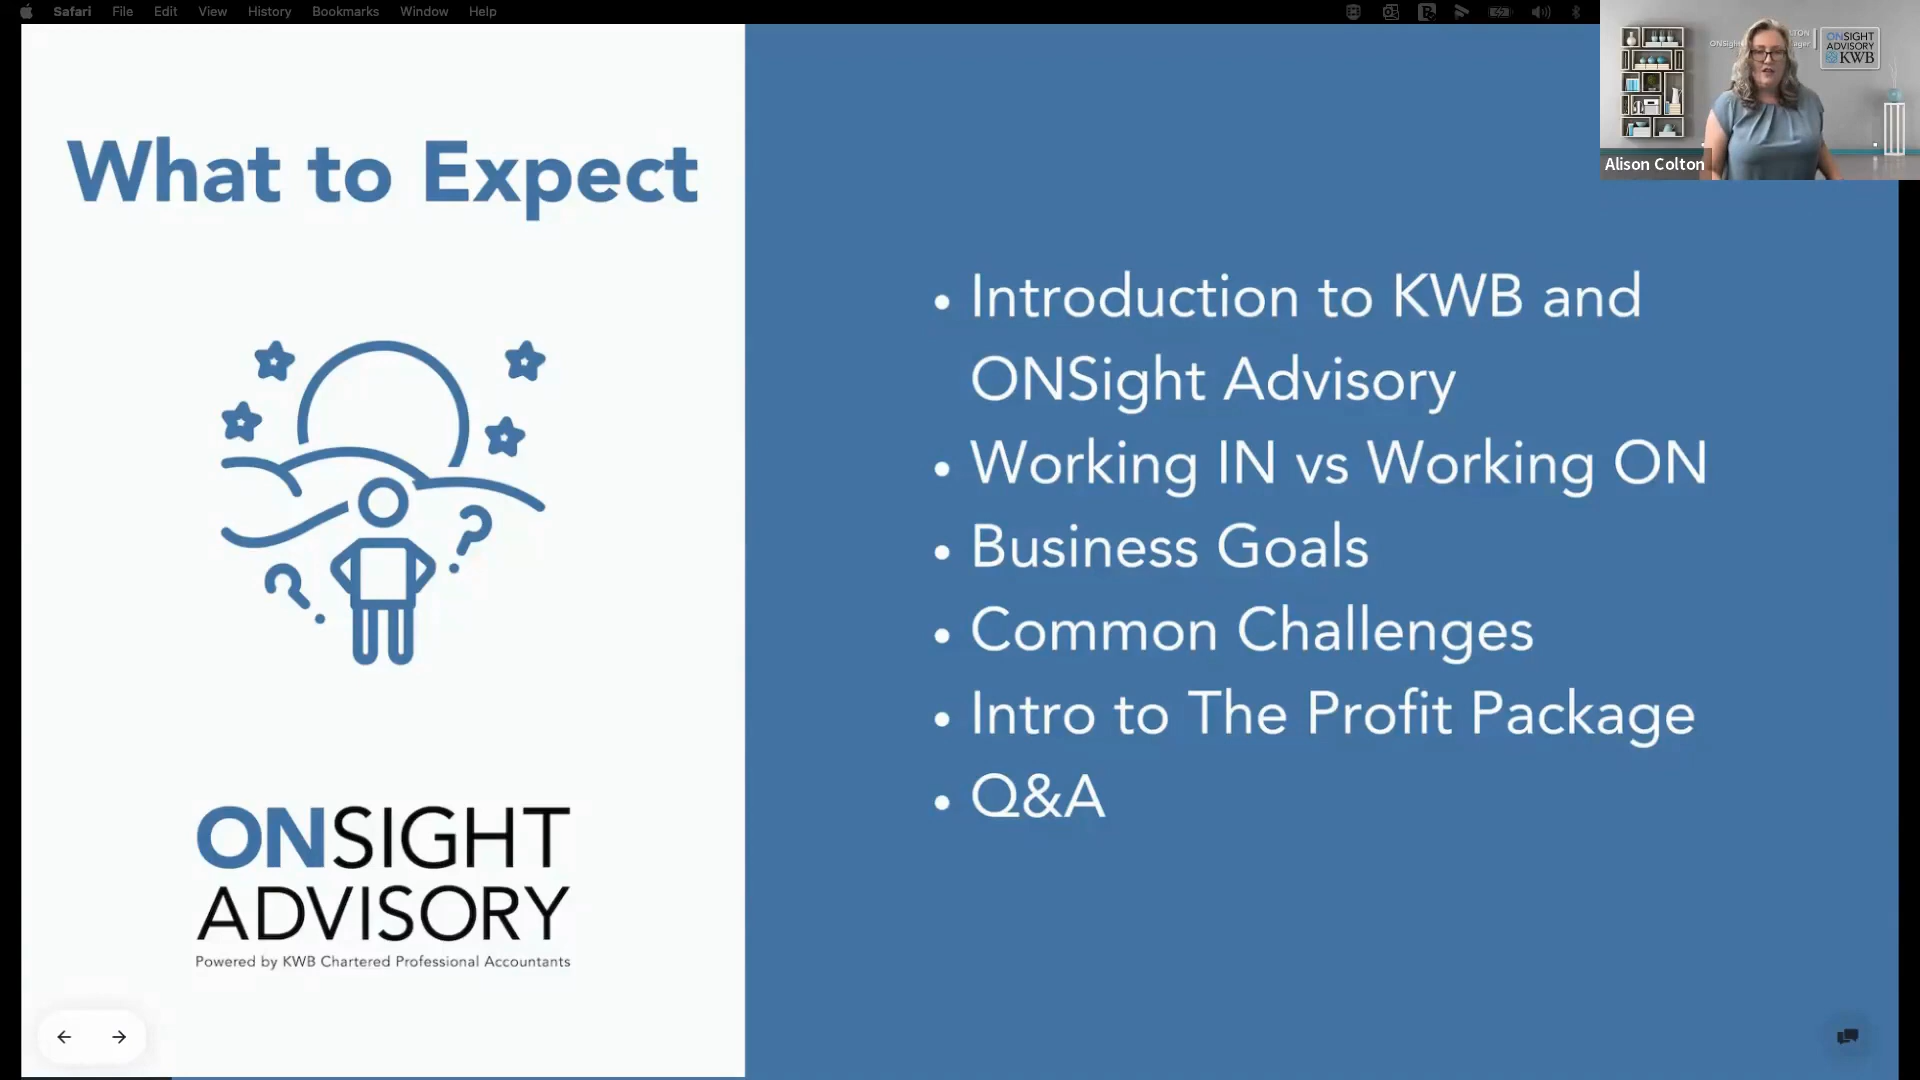 Safari File Edit View History Bookmarks Window Help
ONSIGHT
ADVISORY
KWB
Alison Colton
What to Expect
• Introduction to KWB and
ONSight Advisory
• Working IN vs Working ON
• Business Goals
• Common Challenges
• Intro to The Profit Package
• Q&A
ONSIGHT
ADVISORY
Powered by KWB Chartered Professional Accountants